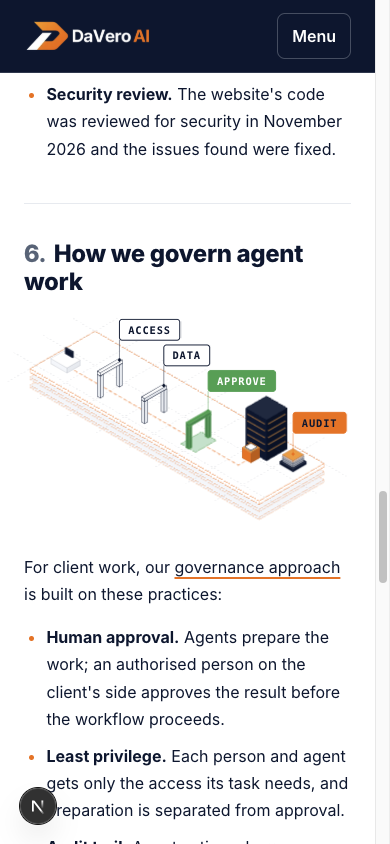 DaVero AI
Menu
Security review. The website's code
was reviewed for security in November
2026 and the issues found were fixed.
6. How we govern agent
work
ACCESS
DATA
APPROVE
AUDIT
For client work, our governance approach
is built on these practices:
Human approval. Agents prepare the
work; an authorised person on the
client's side approves the result before
the workflow proceeds.
Least privilege. Each person and agent
gets only the access its task needs, and
preparation is separated from approval.
N